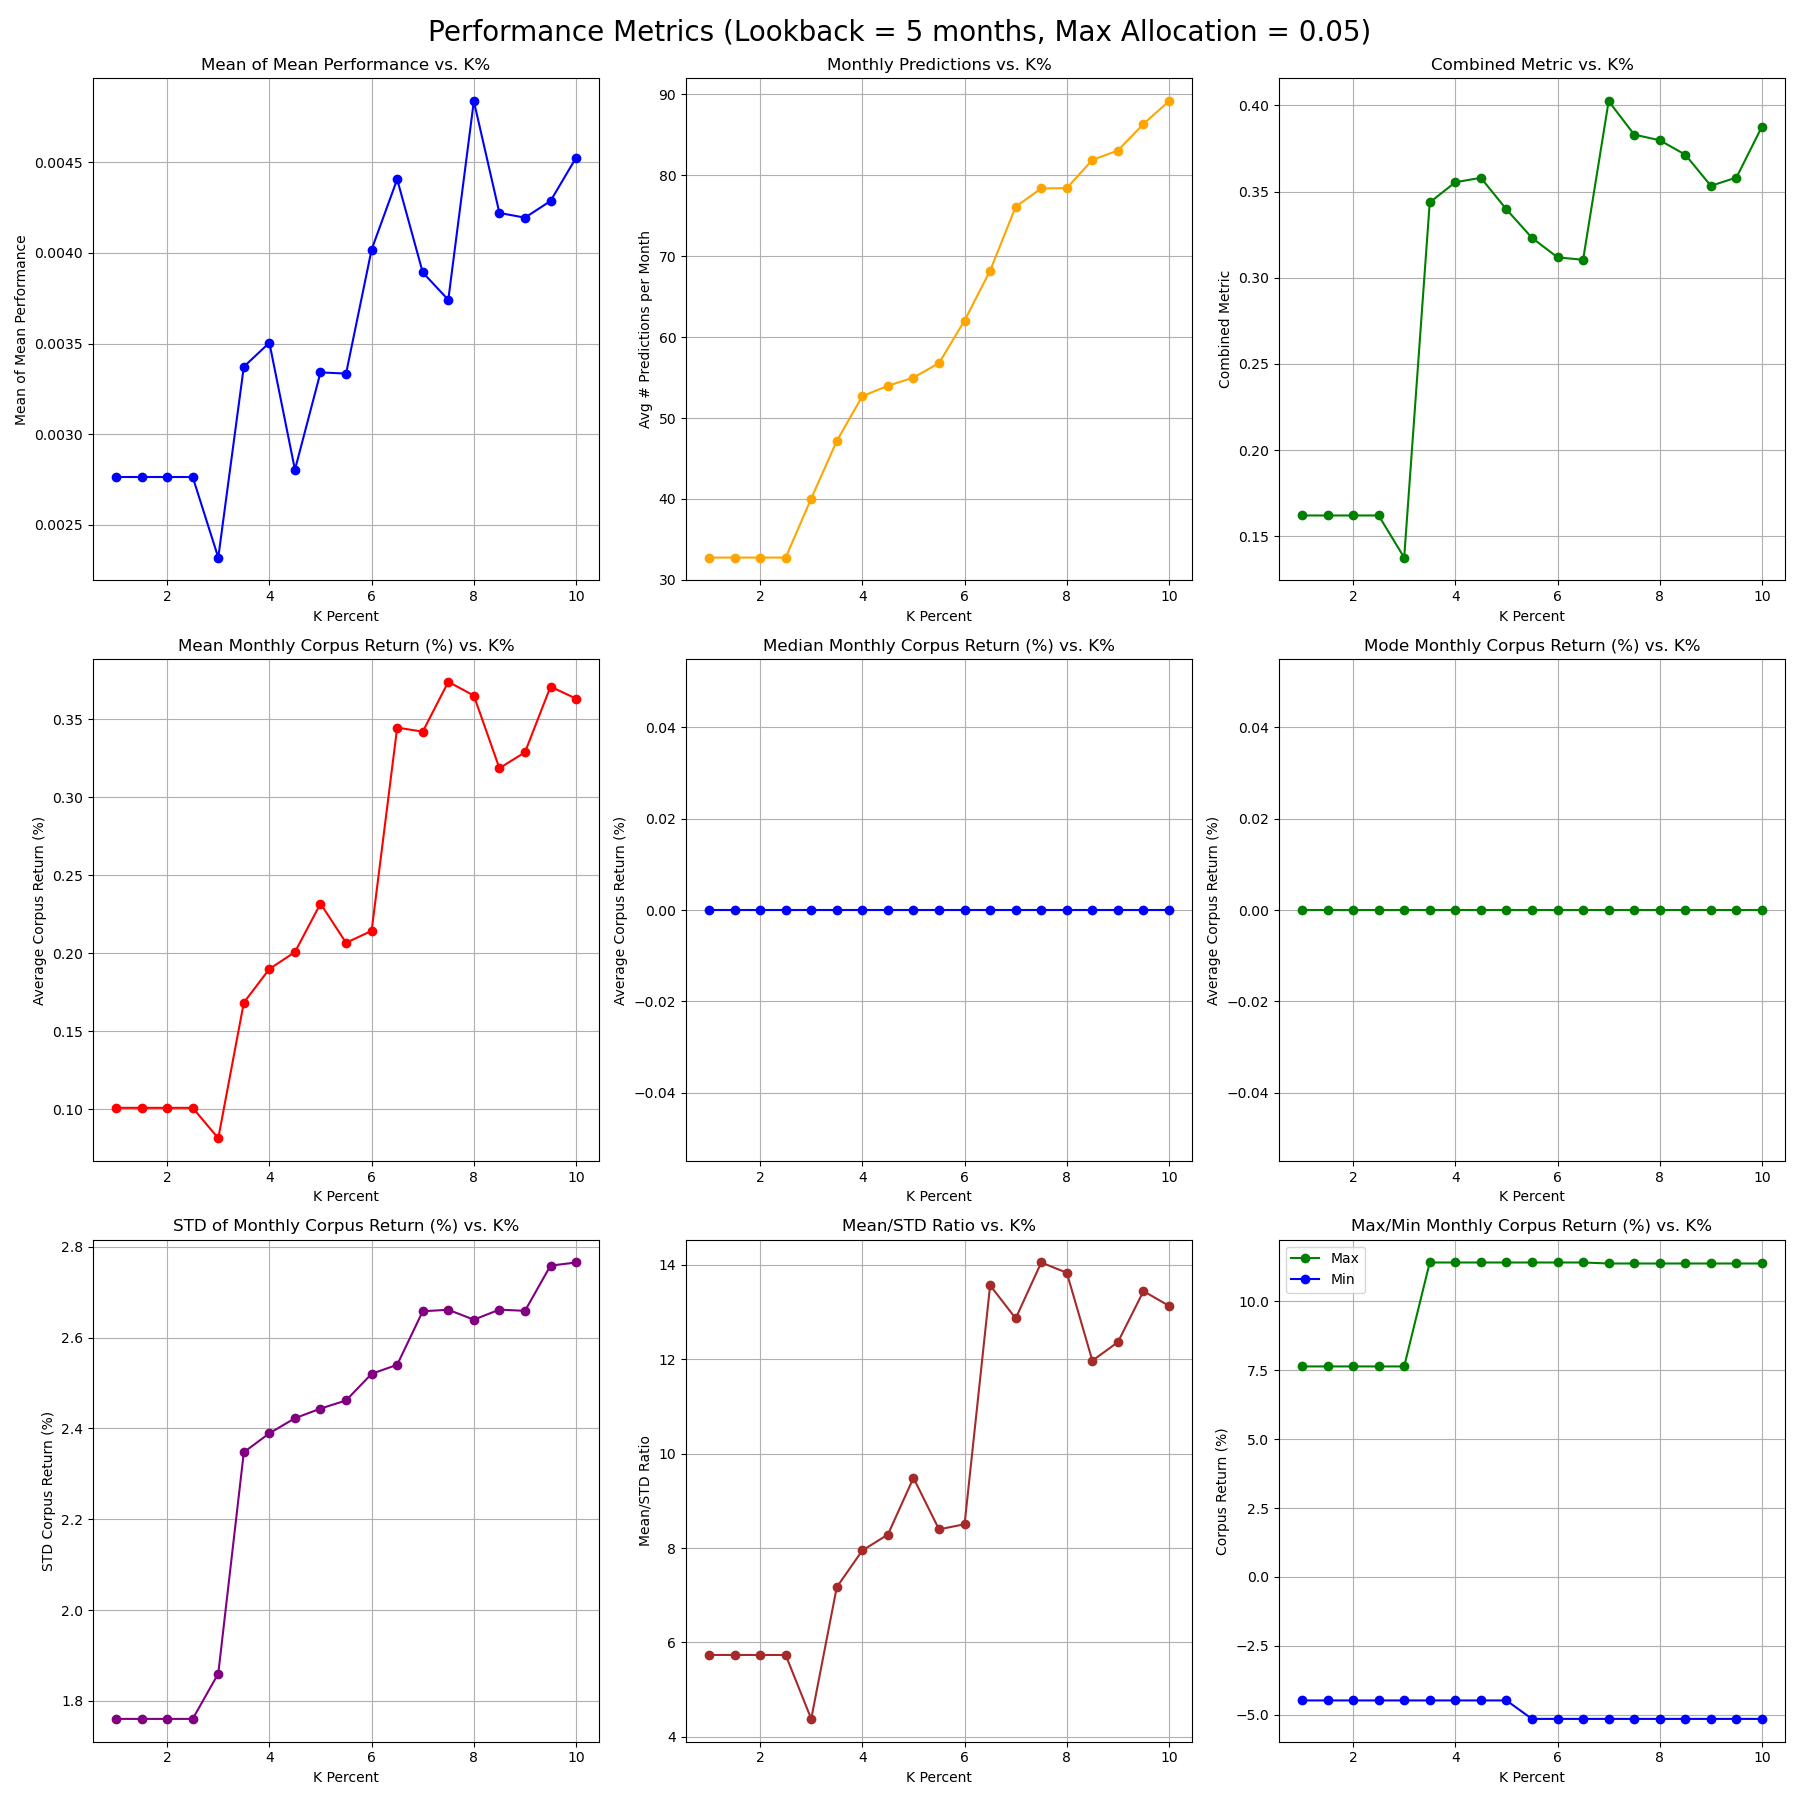 Performance Metrics (Lookback = 5 months, Max Allocation = 0.05)
Mean of Mean Performance vs. K%
Mean of Mean Performance
0.0045
0.0040
0.0035
0.0030
0.0025
2 4 6 8 10
K Percent
Monthly Predictions vs. K%
Avg # Predictions per Month
90
80
70
60
50
40
30
2 4 6 8 10
K Percent
Combined Metric vs. K%
Combined Metric
0.40
0.35
0.30
0.25
0.20
0.15
2 4 6 8 10
K Percent
Mean Monthly Corpus Return (%) vs. K%
Average Corpus Return (%)
0.35
0.30
0.25
0.20
0.15
0.10
2 4 6 8 10
K Percent
Median Monthly Corpus Return (%) vs. K%
Average Corpus Return (%)
0.04
0.02
0.00
−0.02
−0.04
2 4 6 8 10
K Percent
Mode Monthly Corpus Return (%) vs. K%
Average Corpus Return (%)
0.04
0.02
0.00
−0.02
−0.04
2 4 6 8 10
K Percent
STD of Monthly Corpus Return (%) vs. K%
STD Corpus Return (%)
2.8
2.6
2.4
2.2
2.0
1.8
2 4 6 8 10
K Percent
Mean/STD Ratio vs. K%
Mean/STD Ratio
14
12
10
8
6
4
2 4 6 8 10
K Percent
Max/Min Monthly Corpus Return (%) vs. K%
Max
Min
Corpus Return (%)
10.0
7.5
5.0
2.5
0.0
−2.5
−5.0
2 4 6 8 10
K Percent